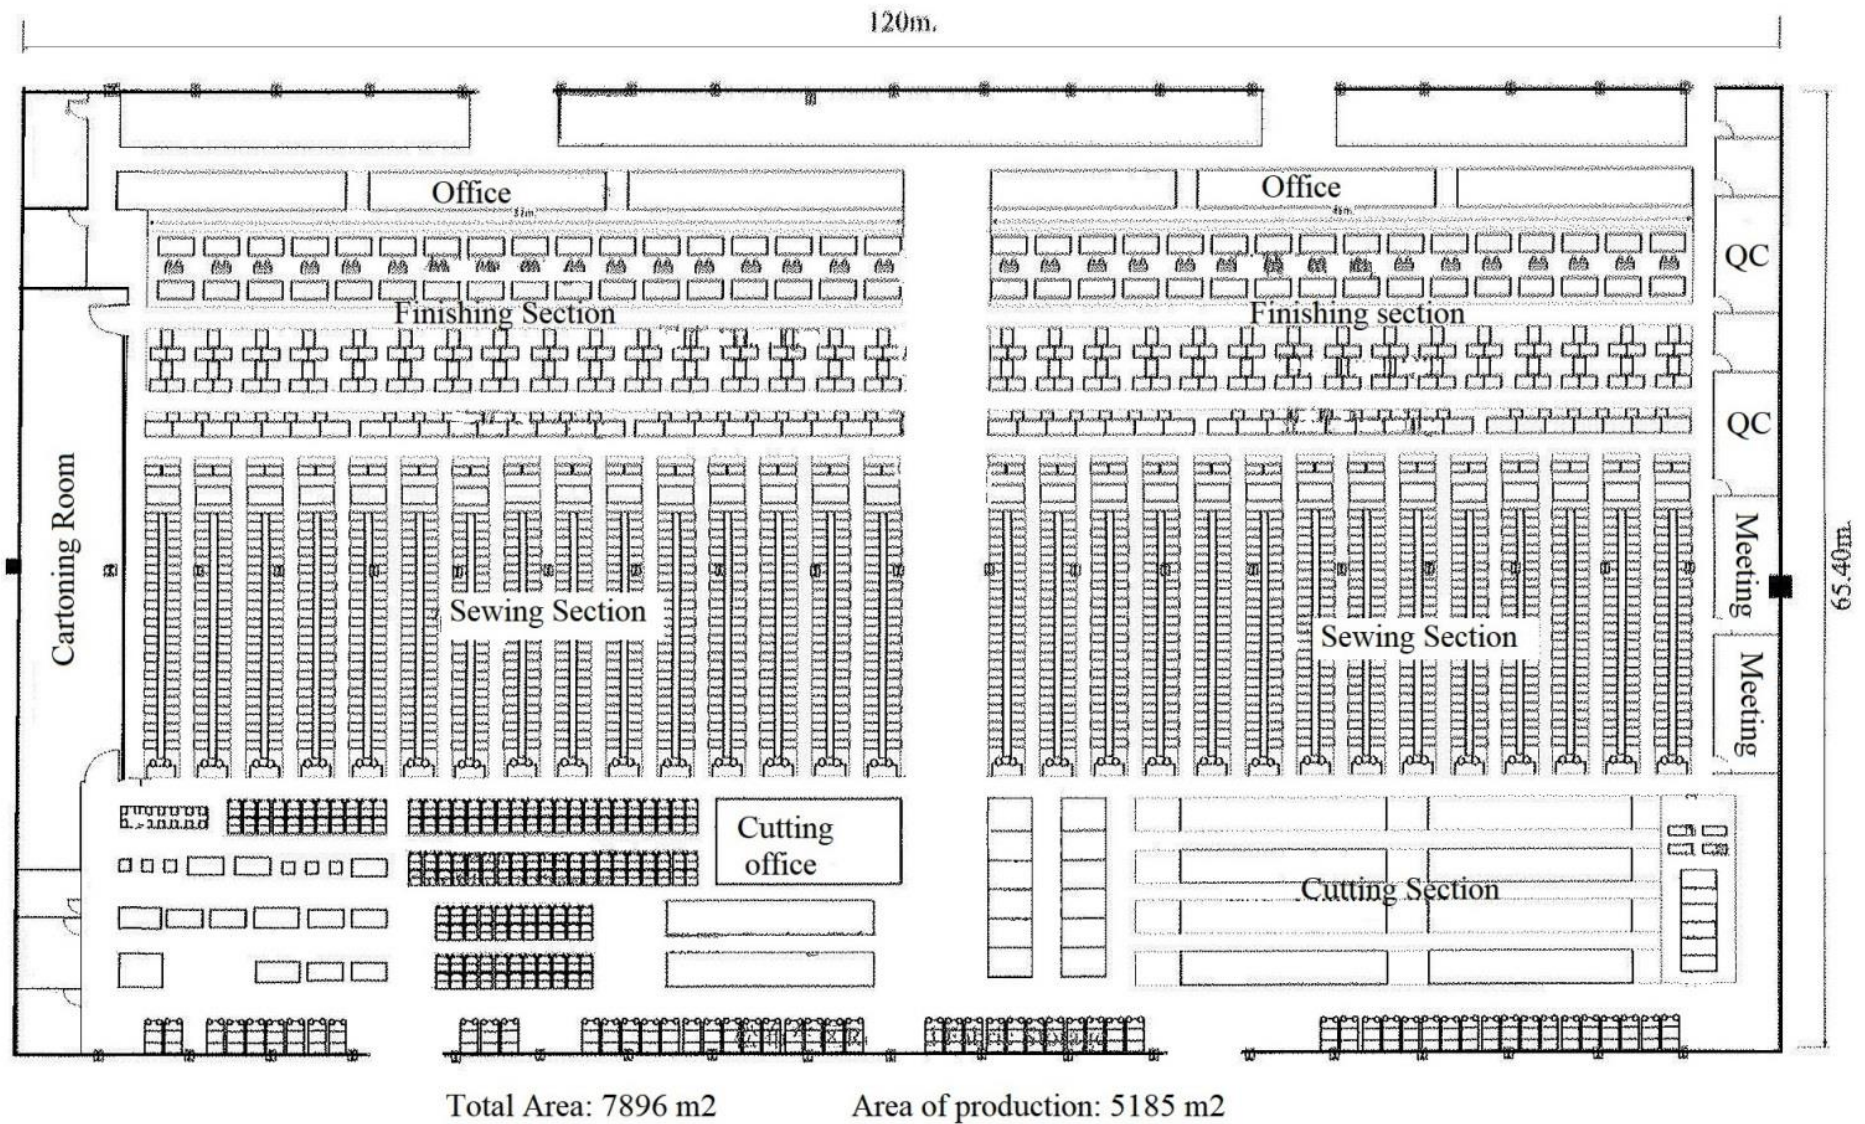 120m.
Office
Office
QC
Finishing Section
Finishing section
QC
Cartoning Room
Meeting
65.40m.
Sewing Section
Sewing Section
Meeting
Cutting
office
Cutting Section
Total Area: 7896 m2
Area of production: 5185 m2